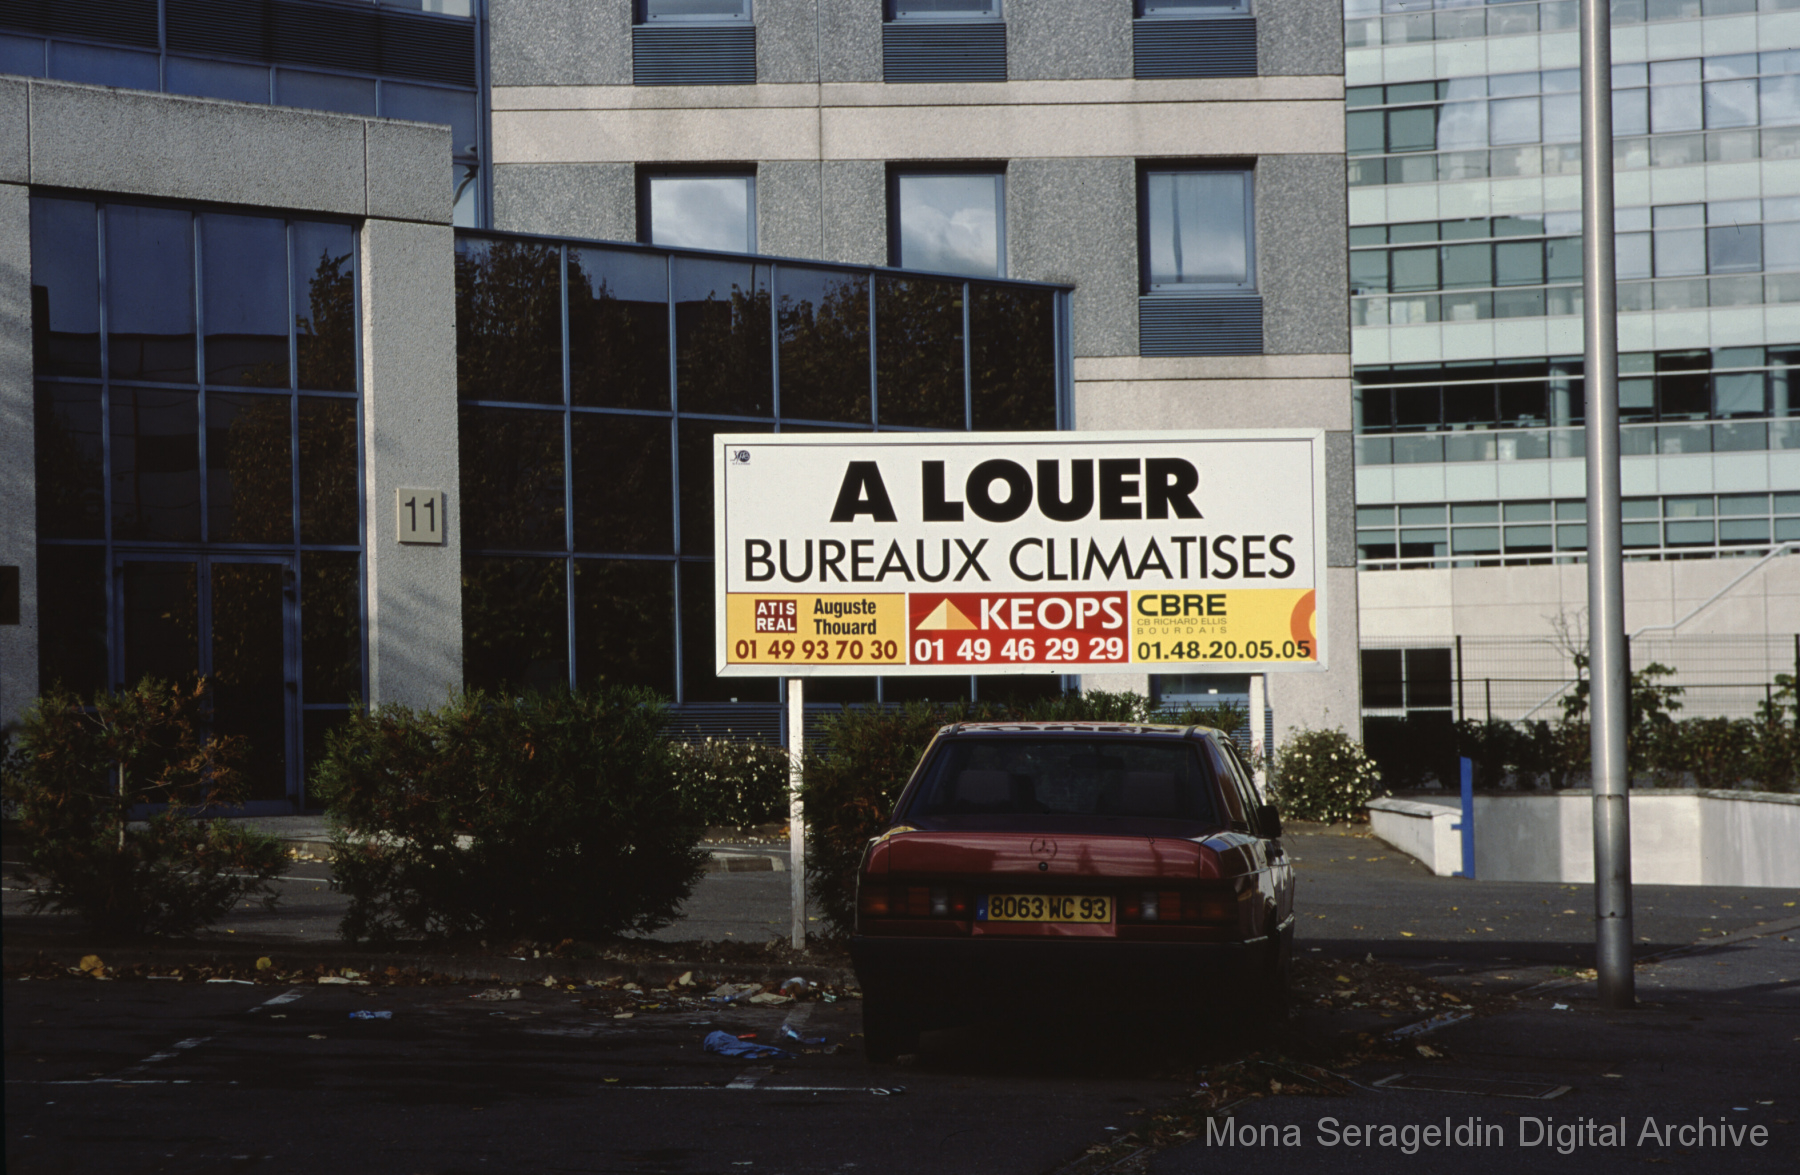 11
A LOUER
BUREAUX CLIMATISES
ATIS
REAL
Auguste
Thouard
01 49 93 70 30
KEOPS
01 49 46 29 29
CBRE
CB RICHARD ELLIS
BOURDAIS
01.48.20.05.05
F
8063 WC 93
Mona Serageldin Digital Archive